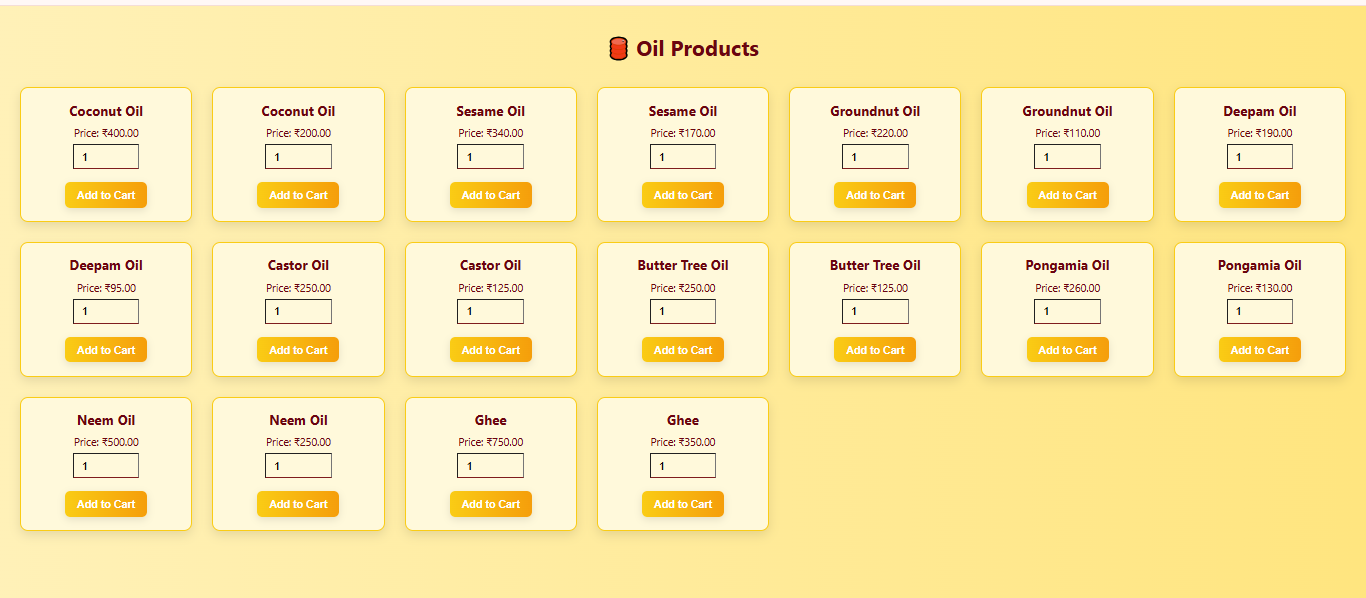 Oil Products
Coconut Oil Coconut Oil Sesame Oil Sesame Oil Groundnut Oil Groundnut Oil Deepam Oil
Price: ₹400.00 Price: ₹200.00 Price: ₹340.00 Price: ₹170.00 Price: ₹220.00 Price: ₹110.00 Price: ₹190.00
1 1 1 1 1 1 1
Add to Cart Add to Cart Add to Cart Add to Cart Add to Cart Add to Cart Add to Cart
Deepam Oil Castor Oil Castor Oil Butter Tree Oil Butter Tree Oil Pongamia Oil Pongamia Oil
Price: ₹95.00 Price: ₹250.00 Price: ₹125.00 Price: ₹250.00 Price: ₹125.00 Price: ₹260.00 Price: ₹130.00
1 1 1 1 1 1 1
Add to Cart Add to Cart Add to Cart Add to Cart Add to Cart Add to Cart Add to Cart
Neem Oil Neem Oil Ghee Ghee
Price: ₹500.00 Price: ₹250.00 Price: ₹750.00 Price: ₹350.00
1 1 1 1
Add to Cart Add to Cart Add to Cart Add to Cart